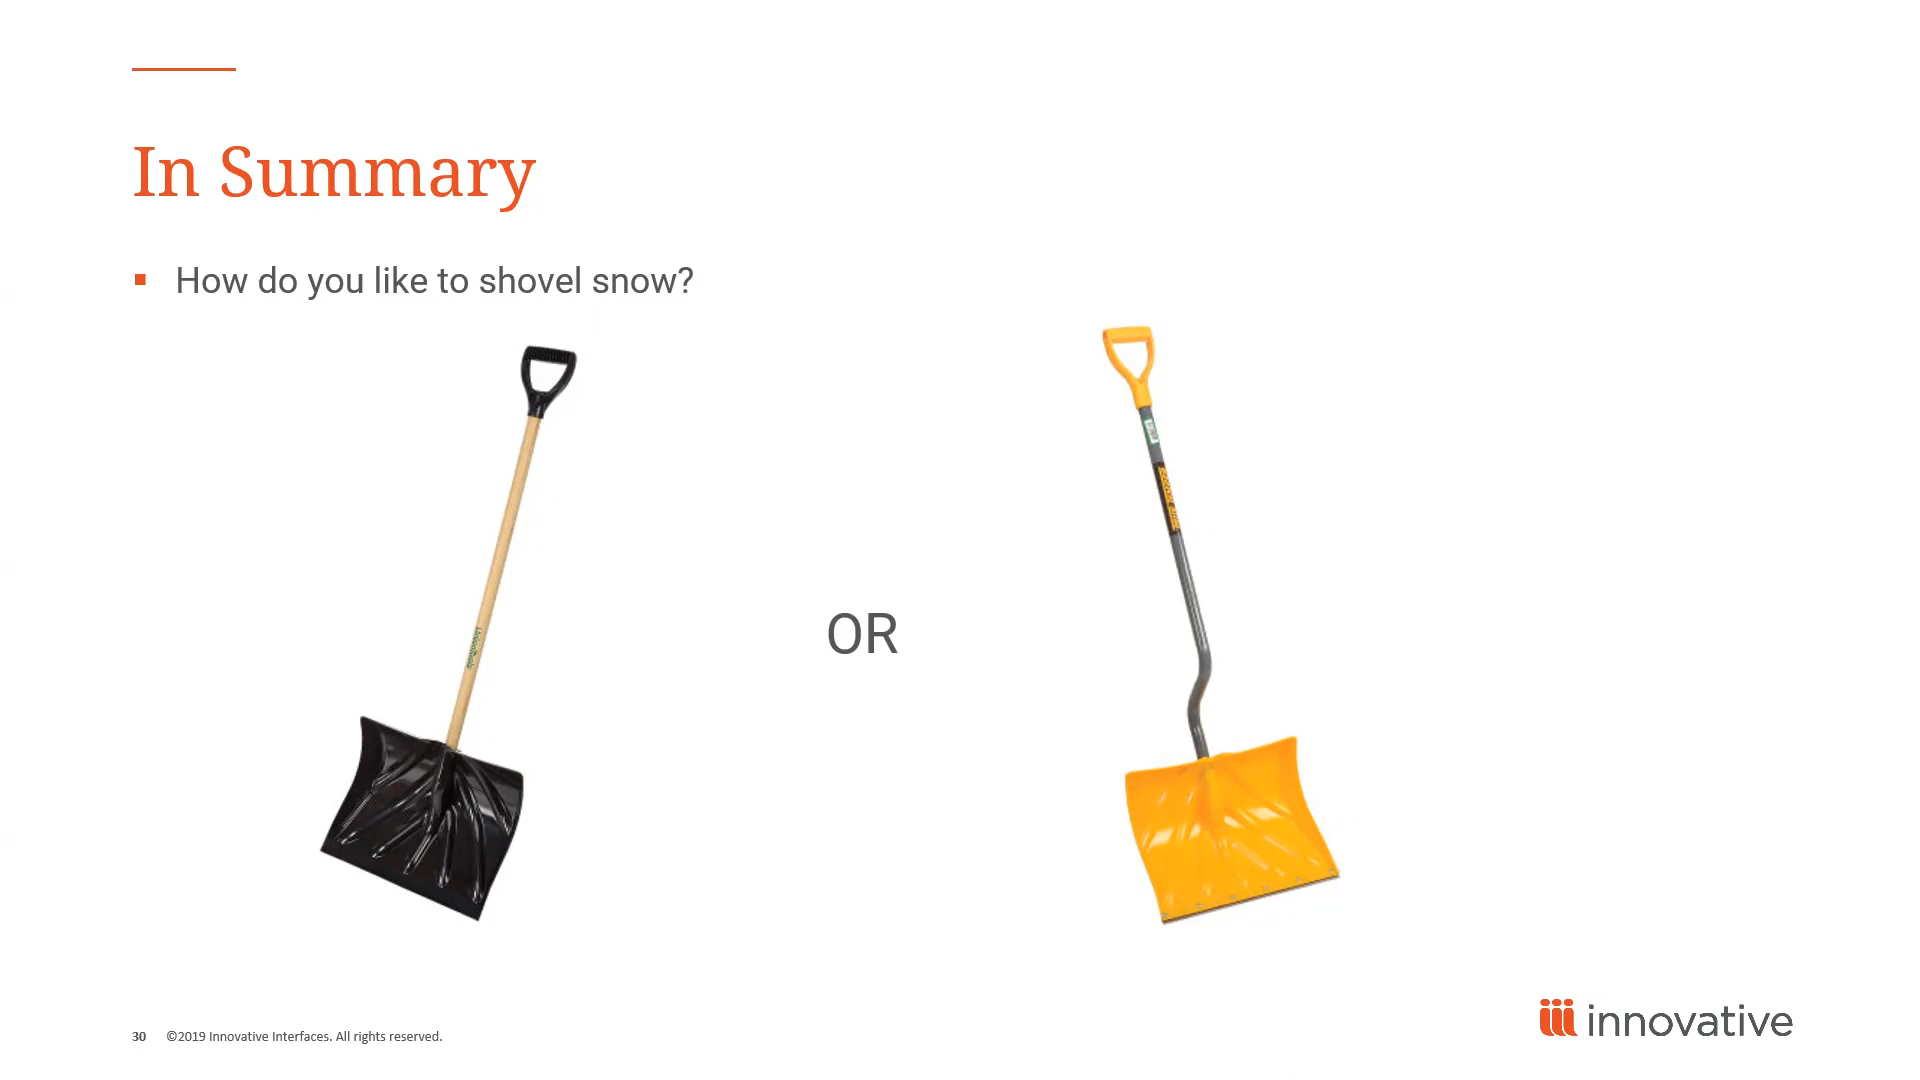 In Summary
How do you like to shovel snow?
OR
30 ©2019 Innovative Interfaces. All rights reserved.
innovative